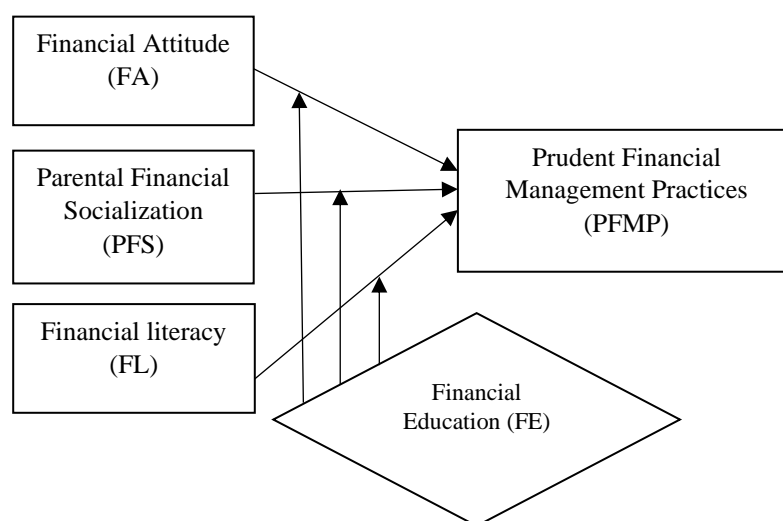 Financial Attitude
(FA)
Parental Financial
Socialization
(PFS)
Financial literacy
(FL)
Prudent Financial
Management Practices
(PFMP)
Financial
Education (FE)